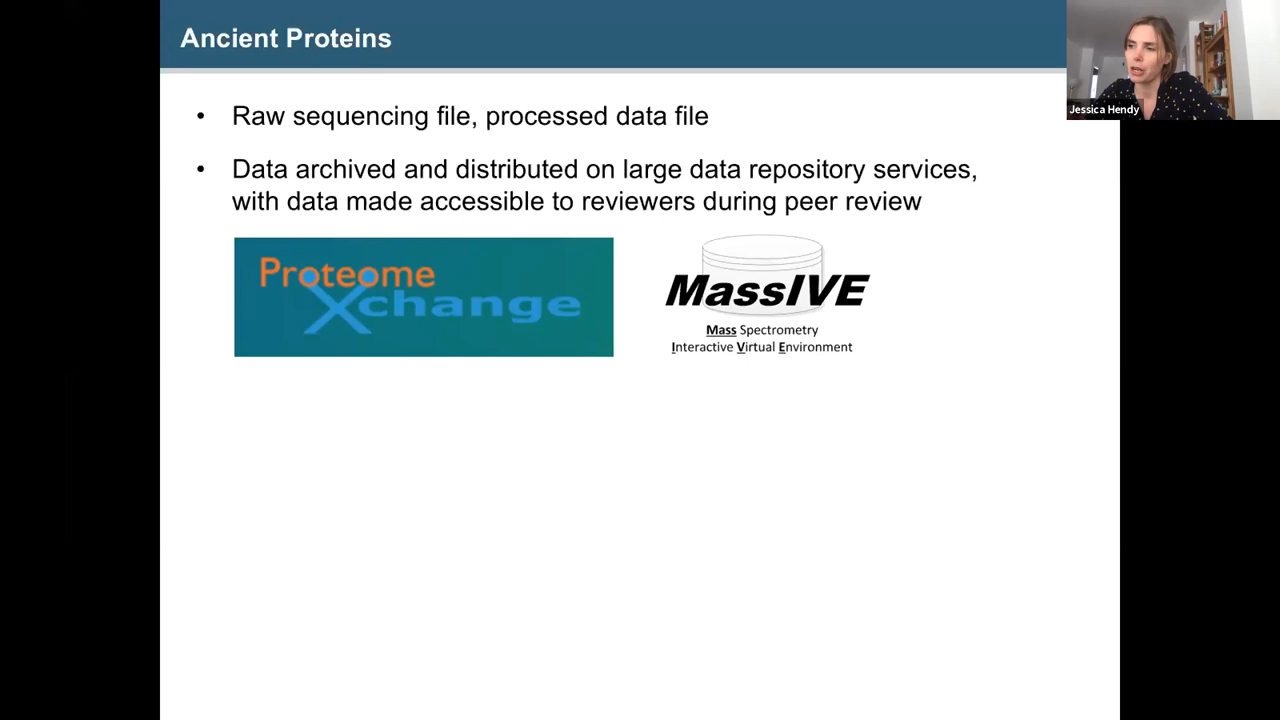 Ancient Proteins
Jessica Hendy
• Raw sequencing file, processed data file
• Data archived and distributed on large data repository services,
with data made accessible to reviewers during peer review
Proteome
Xchange
MassIVE
Mass Spectrometry
Interactive Virtual Environment